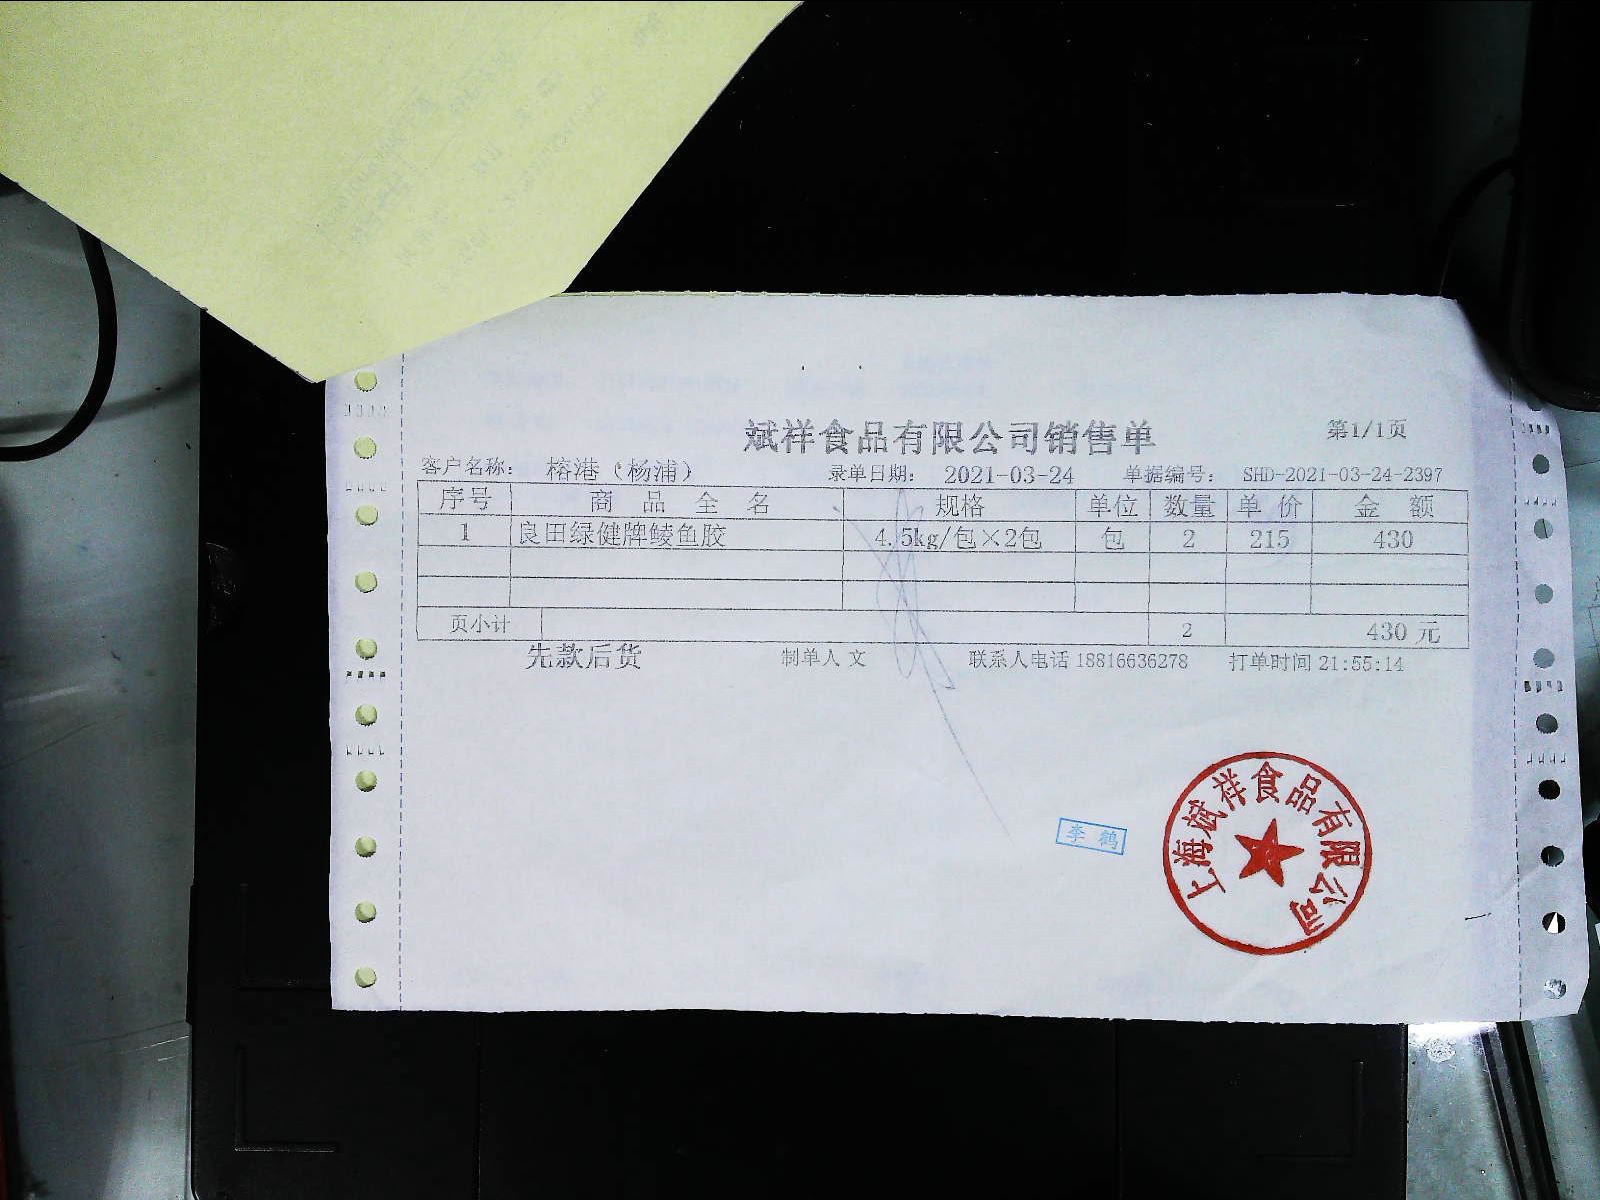 斌祥食品有限公司销售单
第1/1页
客户名称: 榕港（杨浦） 录单日期: 2021-03-24 单据编号: SHD-2021-03-24-2397
序号 商品全名 规格 单位 数量 单价 金额
1 良田绿健牌鲮鱼胶 4.5kg/包×2包 包 2 215 430
页小计 2 430 元
先款后货 制单人 文 联系人电话 18816636278 打单时间 21:55:14
李鹤
上海斌祥食品有限公司